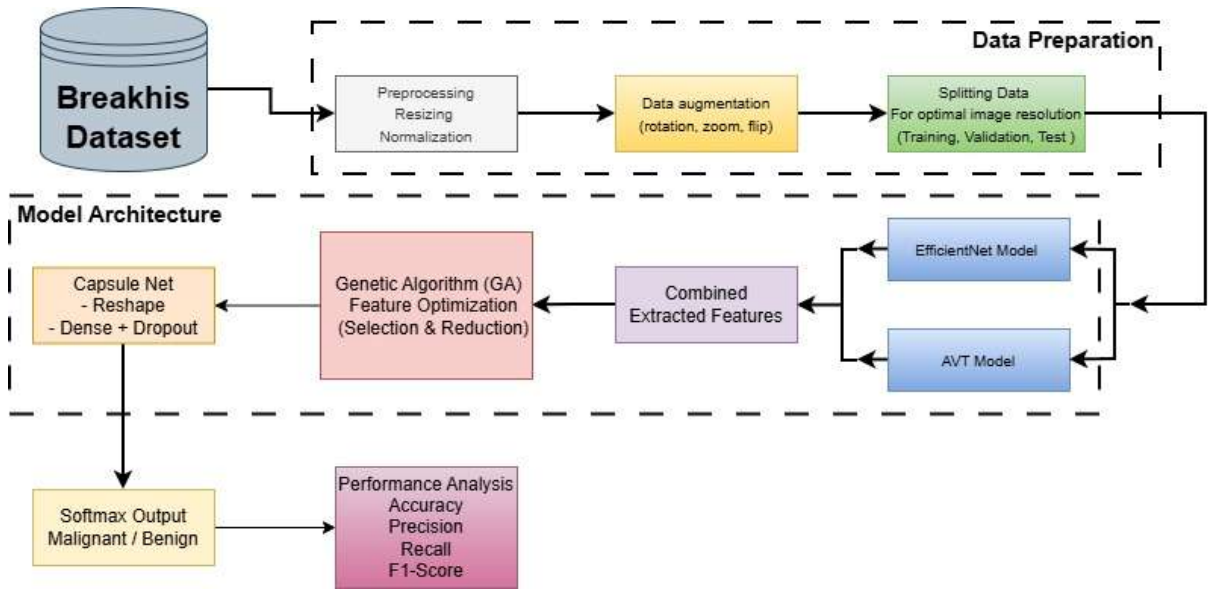 Breakhis
Dataset
Data Preparation
Preprocessing
Resizing
Normalization
Data augmentation
(rotation, zoom, flip)
Splitting Data
For optimal image resolution
(Training, Validation, Test )
Model Architecture
EfficientNet Model
AVT Model
Combined
Extracted Features
Genetic Algorithm (GA)
Feature Optimization
(Selection & Reduction)
Capsule Net
- Reshape
- Dense + Dropout
Softmax Output
Malignant / Benign
Performance Analysis
Accuracy
Precision
Recall
F1-Score